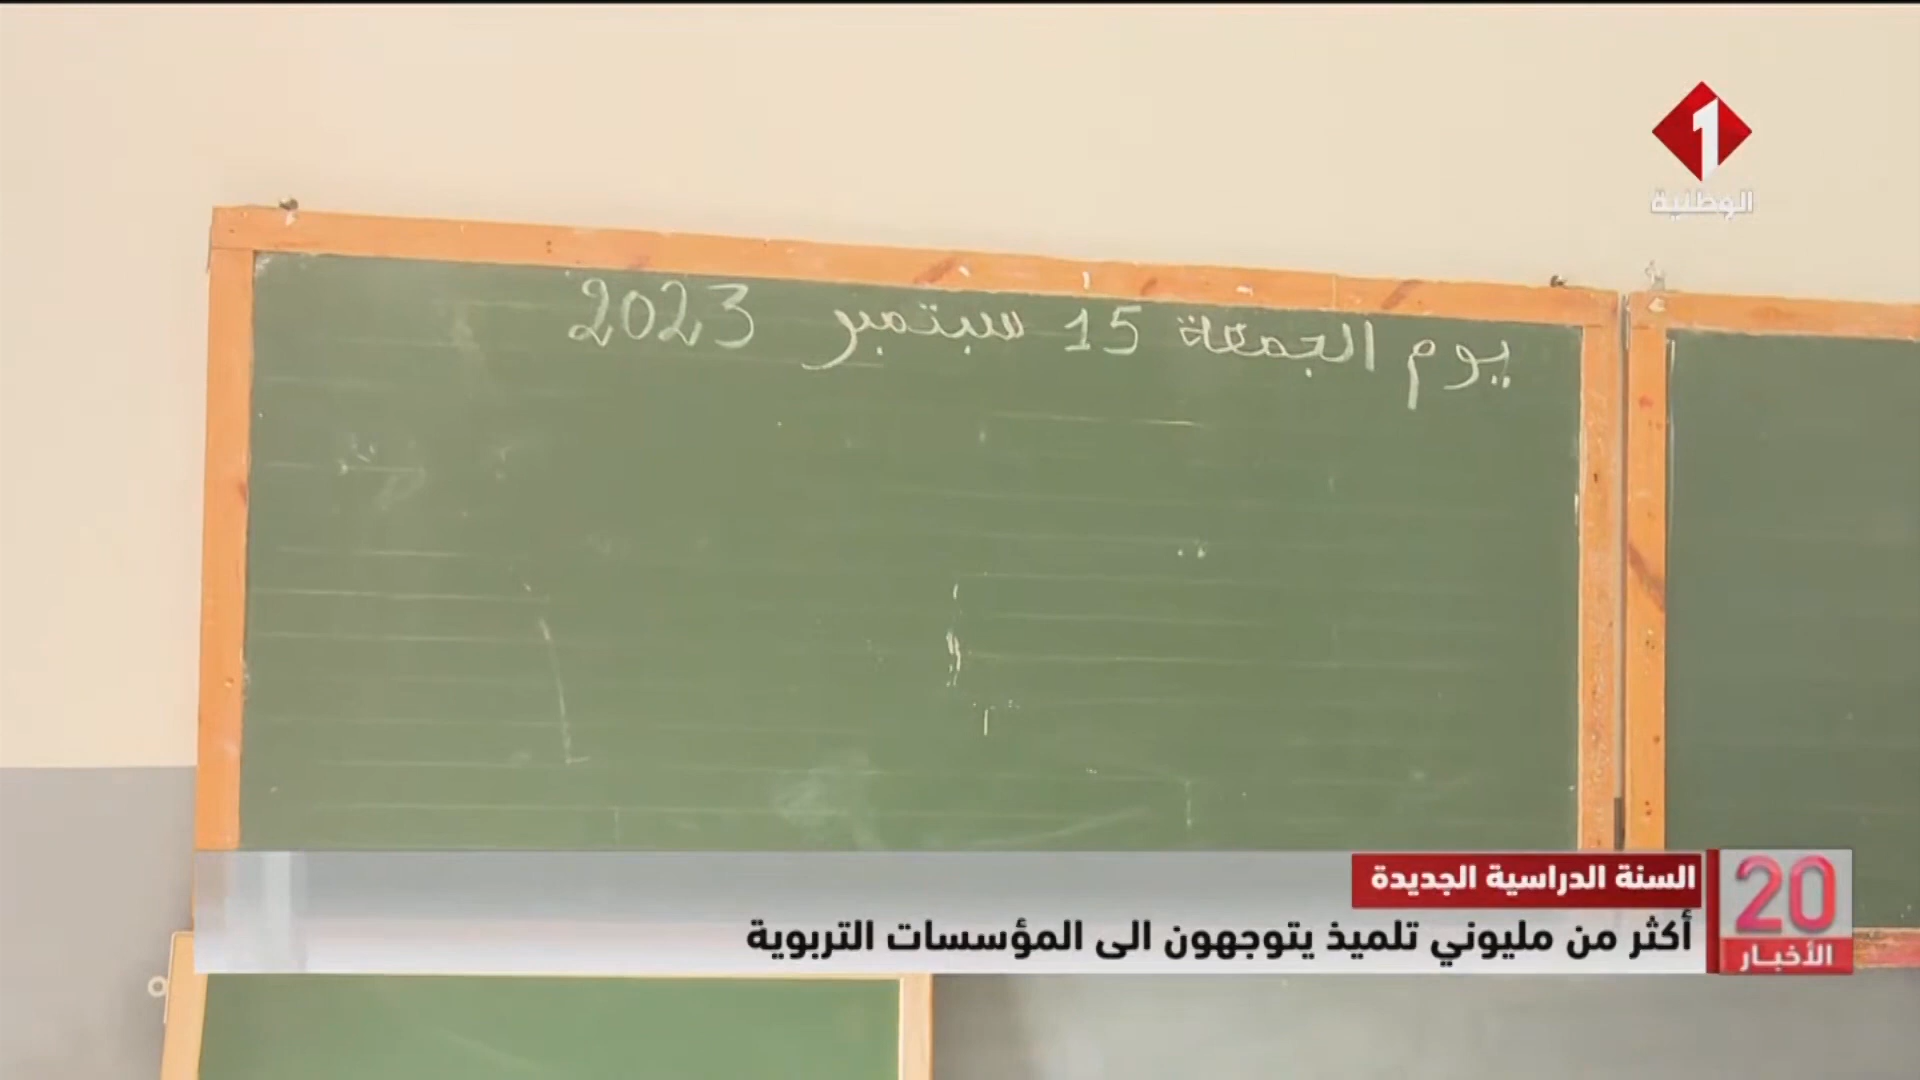 1
الوطنية
يوم الجمعة 15 سبتمبر 2023
السنة الدراسية الجديدة
أكثر من مليوني تلميذ يتوجهون الى المؤسسات التربوية
20
الأخبار